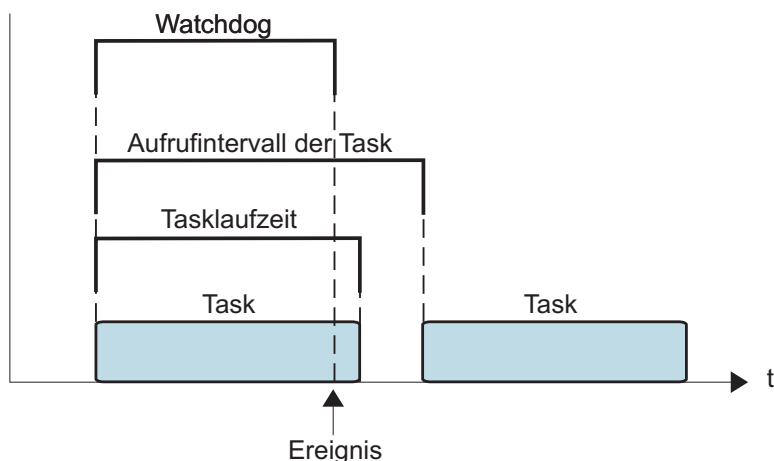 Watchdog
Aufrufintervall der Task
Tasklaufzeit
Task
Task
t
Ereignis